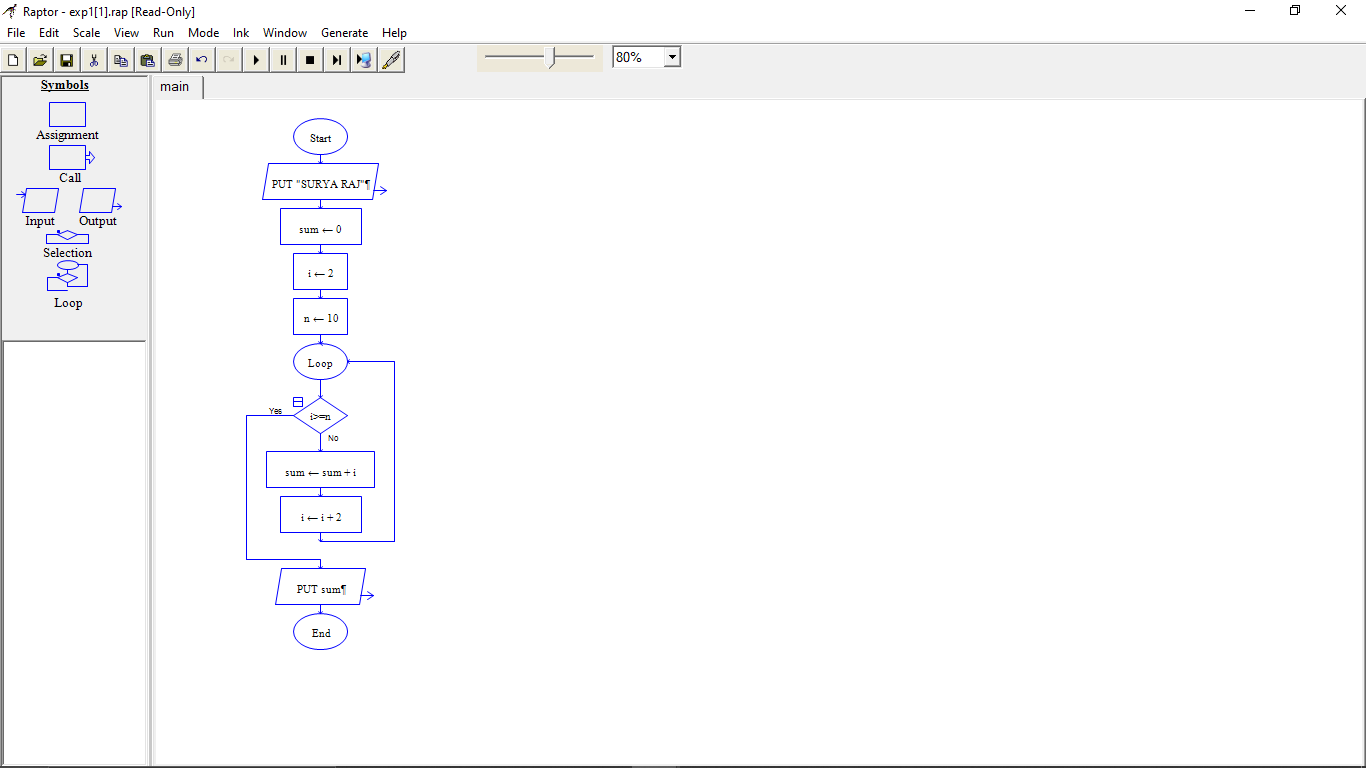 Raptor - exp1[1].rap [Read-Only]
File Edit Scale View Run Mode Ink Window Generate Help
80%
Symbols
Assignment
Call
Input Output
Selection
Loop
main
Start
PUT "SURYA RAJ"¶
sum ← 0
i ← 2
n ← 10
Loop
Yes
i>=n
No
sum ← sum + i
i ← i + 2
PUT sum¶
End